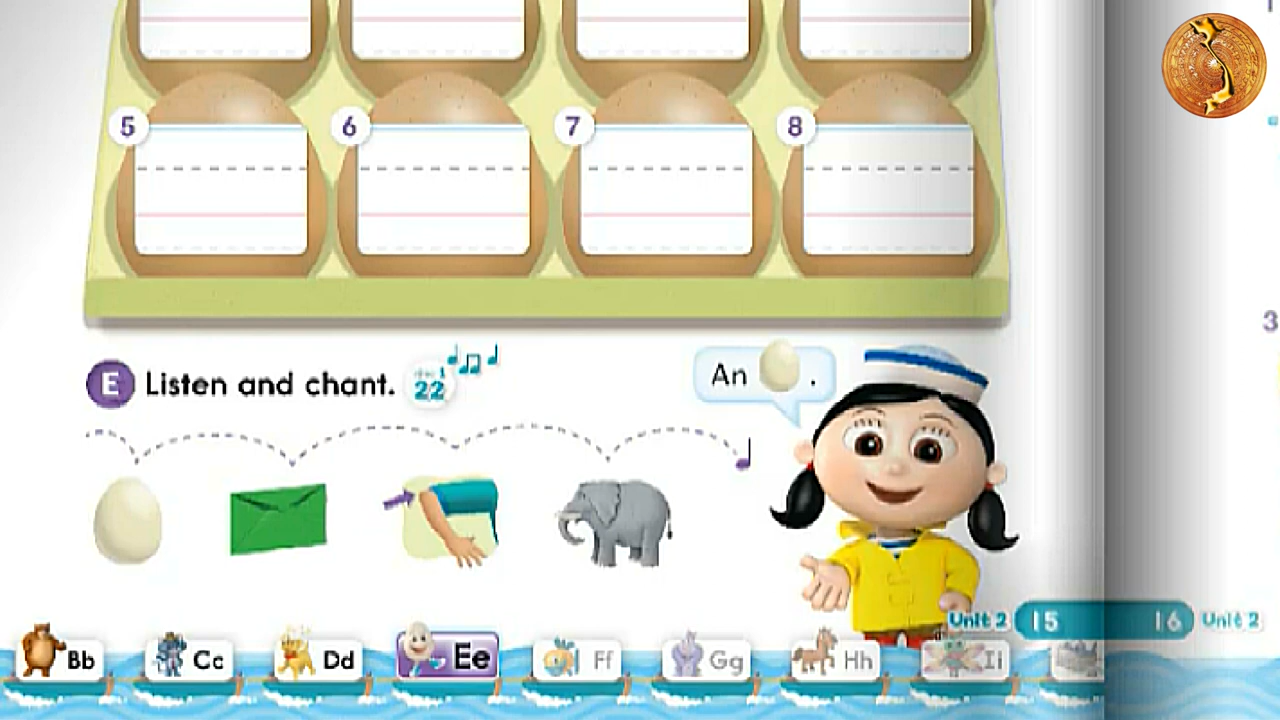 5 6 7 8
E Listen and chant. 22
An .
3
Unit 2 15 16 Unit 2
Bb Cc Dd Ee Ff Gg Hh Ii